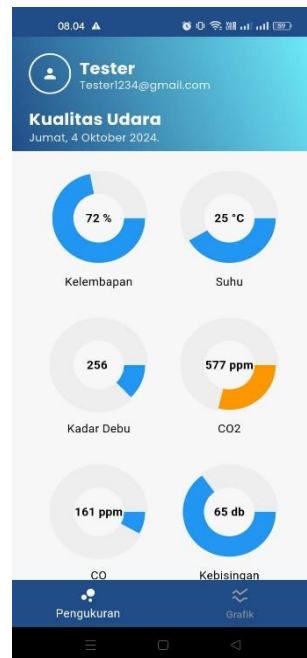 08.04
59
Tester
Tester1234@gmail.com
Kualitas Udara
Jumat, 4 Oktober 2024.
72 %
25 °C
Kelembapan
Suhu
256
577 ppm
Kadar Debu
CO2
161 ppm
65 db
CO
Kebisingan
Pengukuran
Grafik